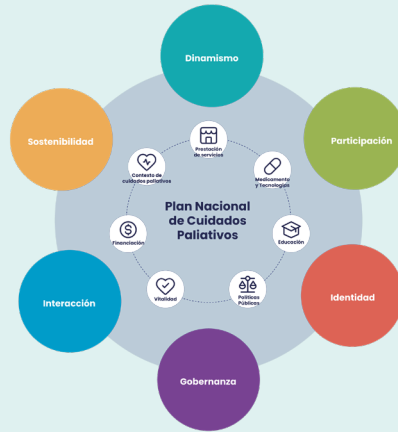 Dinamismo
Sostenibilidad
Participación
Prestación
de servicios
Contexto de
cuidados paliativos
Medicamento
y Tecnologías
Plan Nacional
de Cuidados
Paliativos
Financiación
Educación
Vitalidad
Políticas
Públicas
Interacción
Identidad
Gobernanza